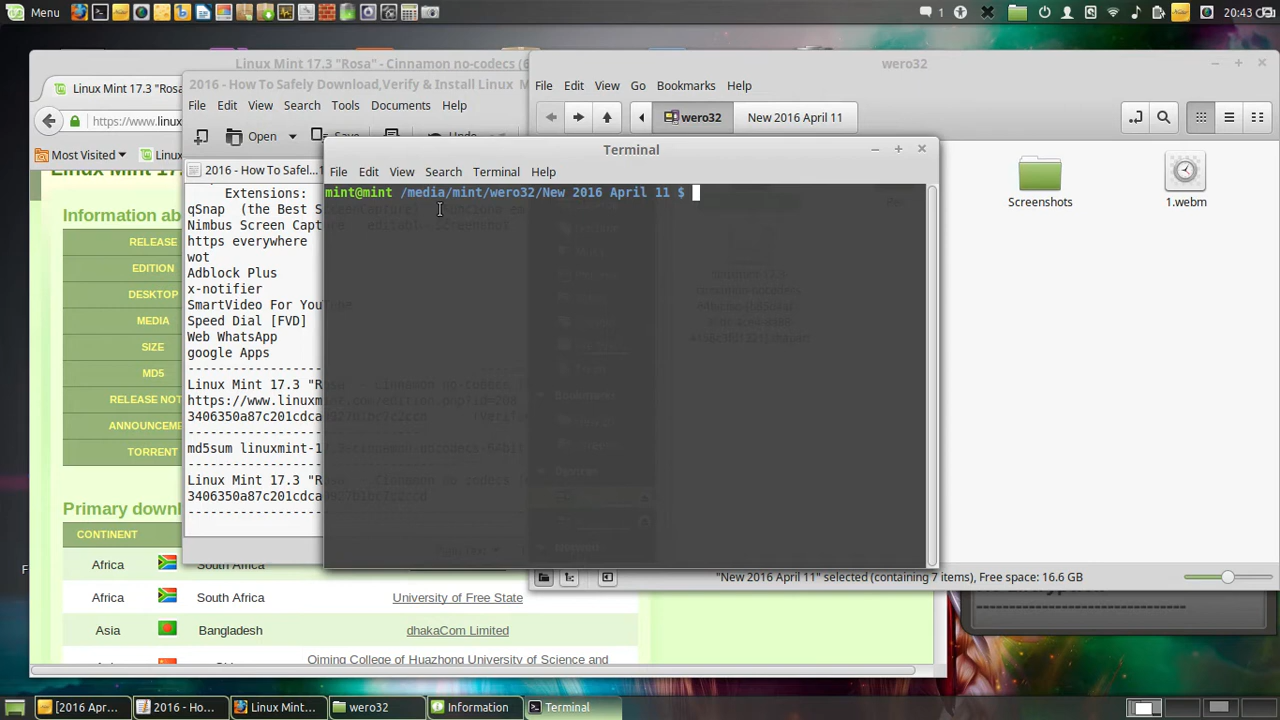 Menu
1
20:43
Linux Mint 17.3 "Rosa" - Cinnamon no-codecs (6
wero32
Linux Mint 17.3 "R
2016 - How To Safely Download,Verify & Install Linux M
File Edit View Search Tools Documents Help
File Edit View Go Bookmarks Help
https://www.linux
Open
Save
Undo
wero32
New 2016 April 11
Most Visited
Linux
2016 - How To Safel...
Terminal
File Edit View Search Terminal Help
mint@mint /media/mint/wero32/New 2016 April 11 $
Extensions:
qSnap (the Best S
Nimbus Screen Capt
https everywhere
wot
Adblock Plus
x-notifier
SmartVideo For YouTube
Speed Dial [FVD]
Web WhatsApp
google Apps
Linux Mint 17.3 "R
https://www.linuxm
3406350a87c201cdca
md5sum linuxmint-1
Linux Mint 17.3 "R
3406350a87c201cdca
Screenshots
1.webm
Information ab
RELEASE
EDITION
DESKTOP
MEDIA
SIZE
MD5
RELEASE NOT
ANNOUNCEME
TORRENT
Primary downl
CONTINENT
Africa South Africa
Africa South Africa University of Free State
Asia Bangladesh dhakaCom Limited
Qiming College of Huazhong University of Science and
"New 2016 April 11" selected (containing 7 items), Free space: 16.6 GB
[2016 Apr...
2016 - Ho...
Linux Mint...
wero32
Information
Terminal